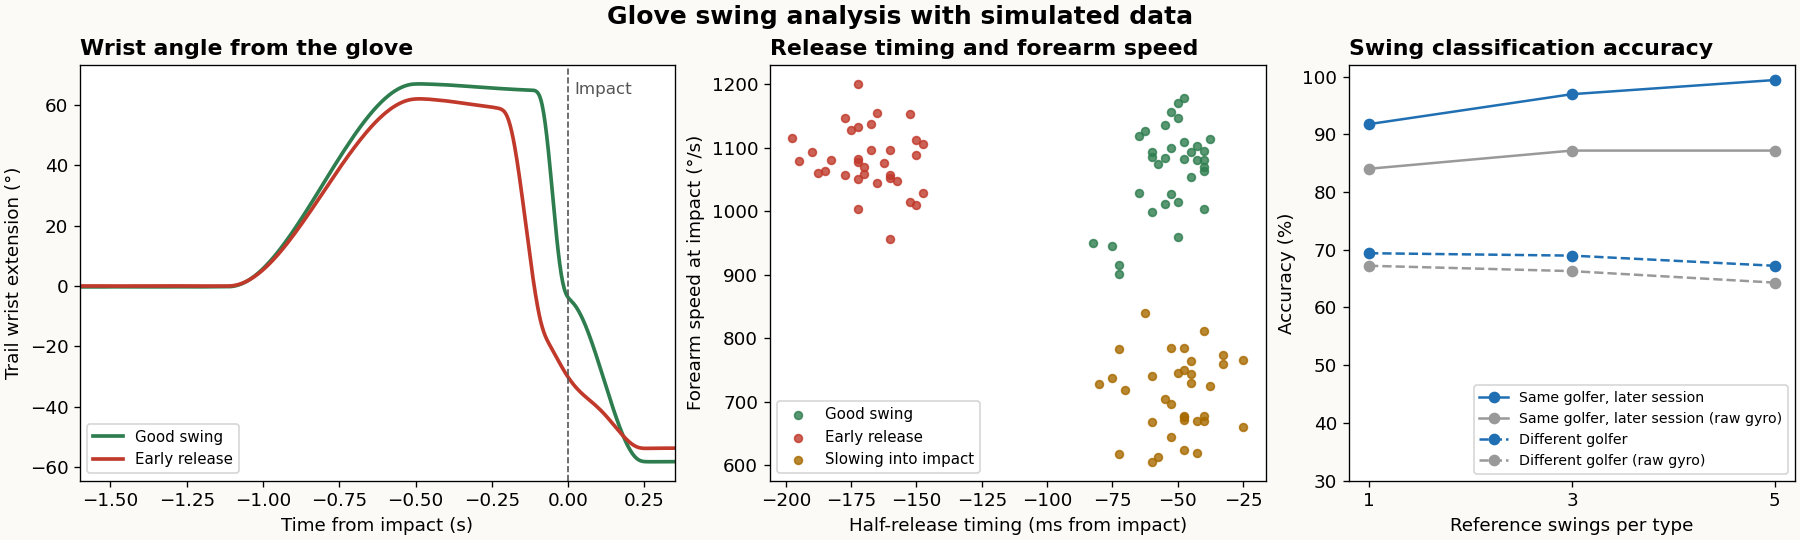 Glove swing analysis with simulated data
Wrist angle from the glove
Trail wrist extension (°)
60
40
20
0
−20
−40
−60
Impact
Good swing
Early release
−1.50 −1.25 −1.00 −0.75 −0.50 −0.25 0.00 0.25
Time from impact (s)
Release timing and forearm speed
Forearm speed at impact (°/s)
1200
1100
1000
900
800
700
600
Good swing
Early release
Slowing into impact
−200 −175 −150 −125 −100 −75 −50 −25
Half-release timing (ms from impact)
Swing classification accuracy
Accuracy (%)
100
90
80
70
60
50
40
30
Same golfer, later session
Same golfer, later session (raw gyro)
Different golfer
Different golfer (raw gyro)
1 3 5
Reference swings per type